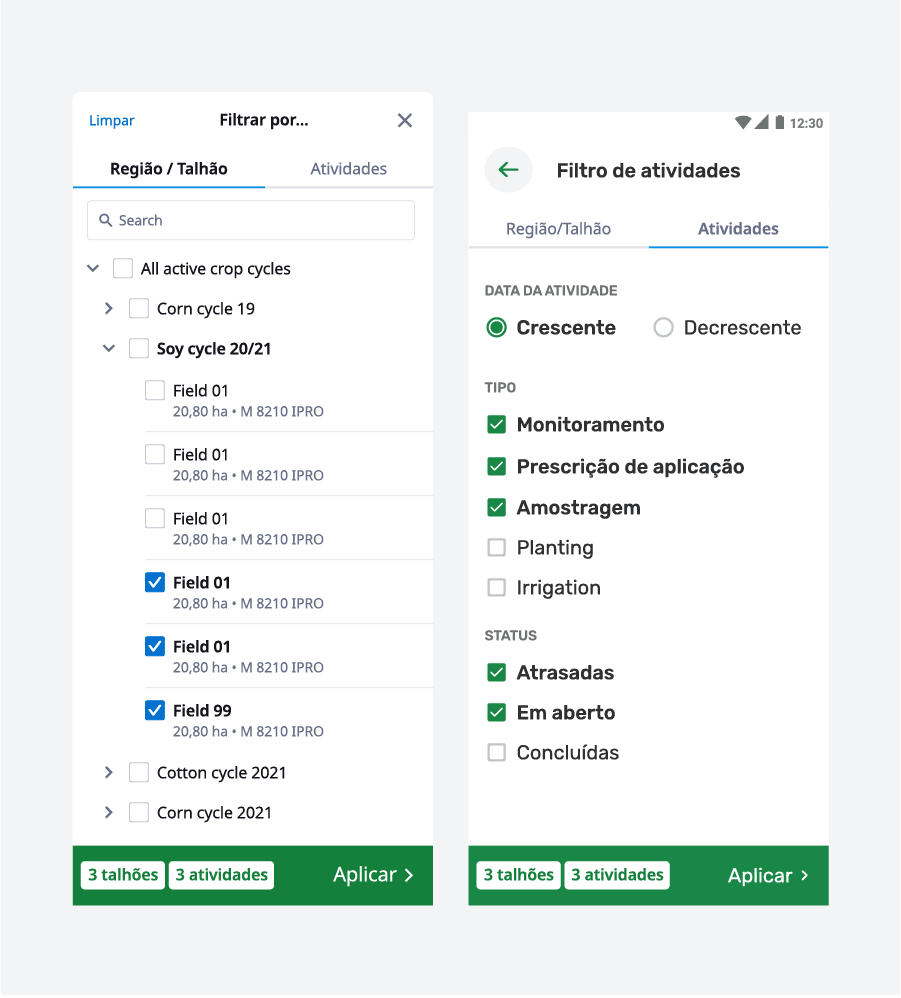 Limpar
Filtrar por...
Região / Talhão
Atividades
Search
All active crop cycles
Corn cycle 19
Soy cycle 20/21
Field 01
20,80 ha • M 8210 IPRO
Field 01
20,80 ha • M 8210 IPRO
Field 01
20,80 ha • M 8210 IPRO
Field 01
20,80 ha • M 8210 IPRO
Field 01
20,80 ha • M 8210 IPRO
Field 99
20,80 ha • M 8210 IPRO
Cotton cycle 2021
Corn cycle 2021
3 talhões
3 atividades
Aplicar
12:30
Filtro de atividades
Região/Talhão
Atividades
DATA DA ATIVIDADE
Crescente
Decrescente
TIPO
Monitoramento
Prescrição de aplicação
Amostragem
Planting
Irrigation
STATUS
Atrasadas
Em aberto
Concluídas
3 talhões
3 atividades
Aplicar